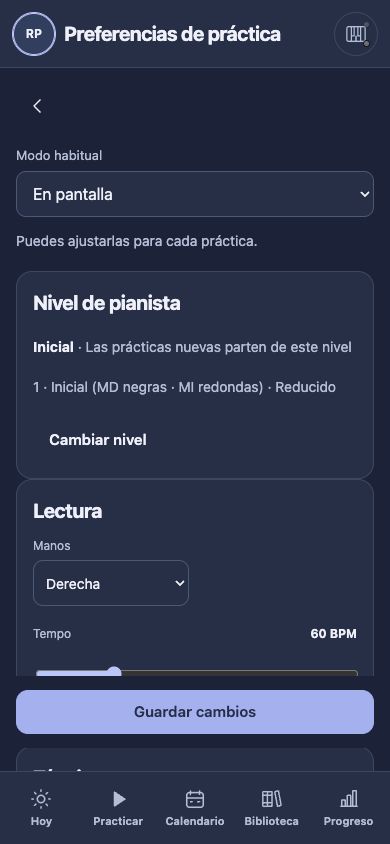 RP
Preferencias de práctica
Modo habitual
En pantalla
Puedes ajustarlas para cada práctica.
Nivel de pianista
Inicial · Las prácticas nuevas parten de este nivel
1 · Inicial (MD negras · MI redondas) · Reducido
Cambiar nivel
Lectura
Manos
Derecha
Tempo
60 BPM
Guardar cambios
Hoy
Practicar
Calendario
Biblioteca
Progreso